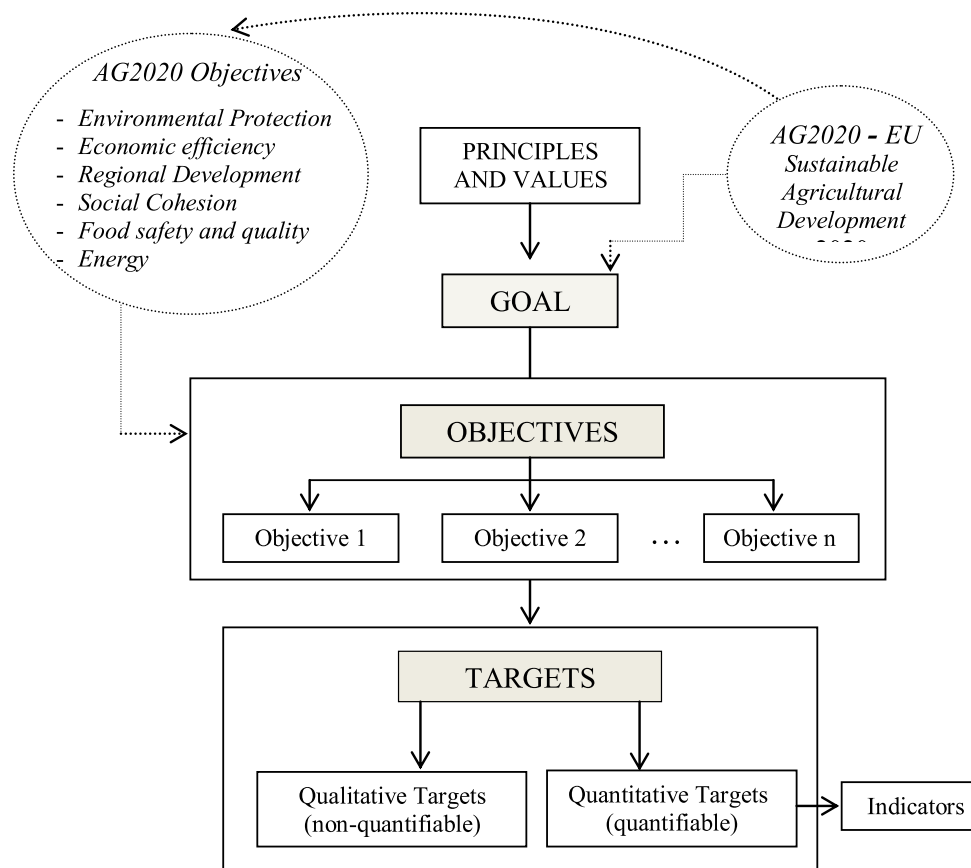 AG2020 Objectives
- Environmental Protection
- Economic efficiency
- Regional Development
- Social Cohesion
- Food safety and quality
- Energy
AG2020 - EU
Sustainable
Agricultural
Development
PRINCIPLES
AND VALUES
GOAL
OBJECTIVES
Objective 1
Objective 2
...
Objective n
TARGETS
Qualitative Targets
(non-quantifiable)
Quantitative Targets
(quantifiable)
Indicators